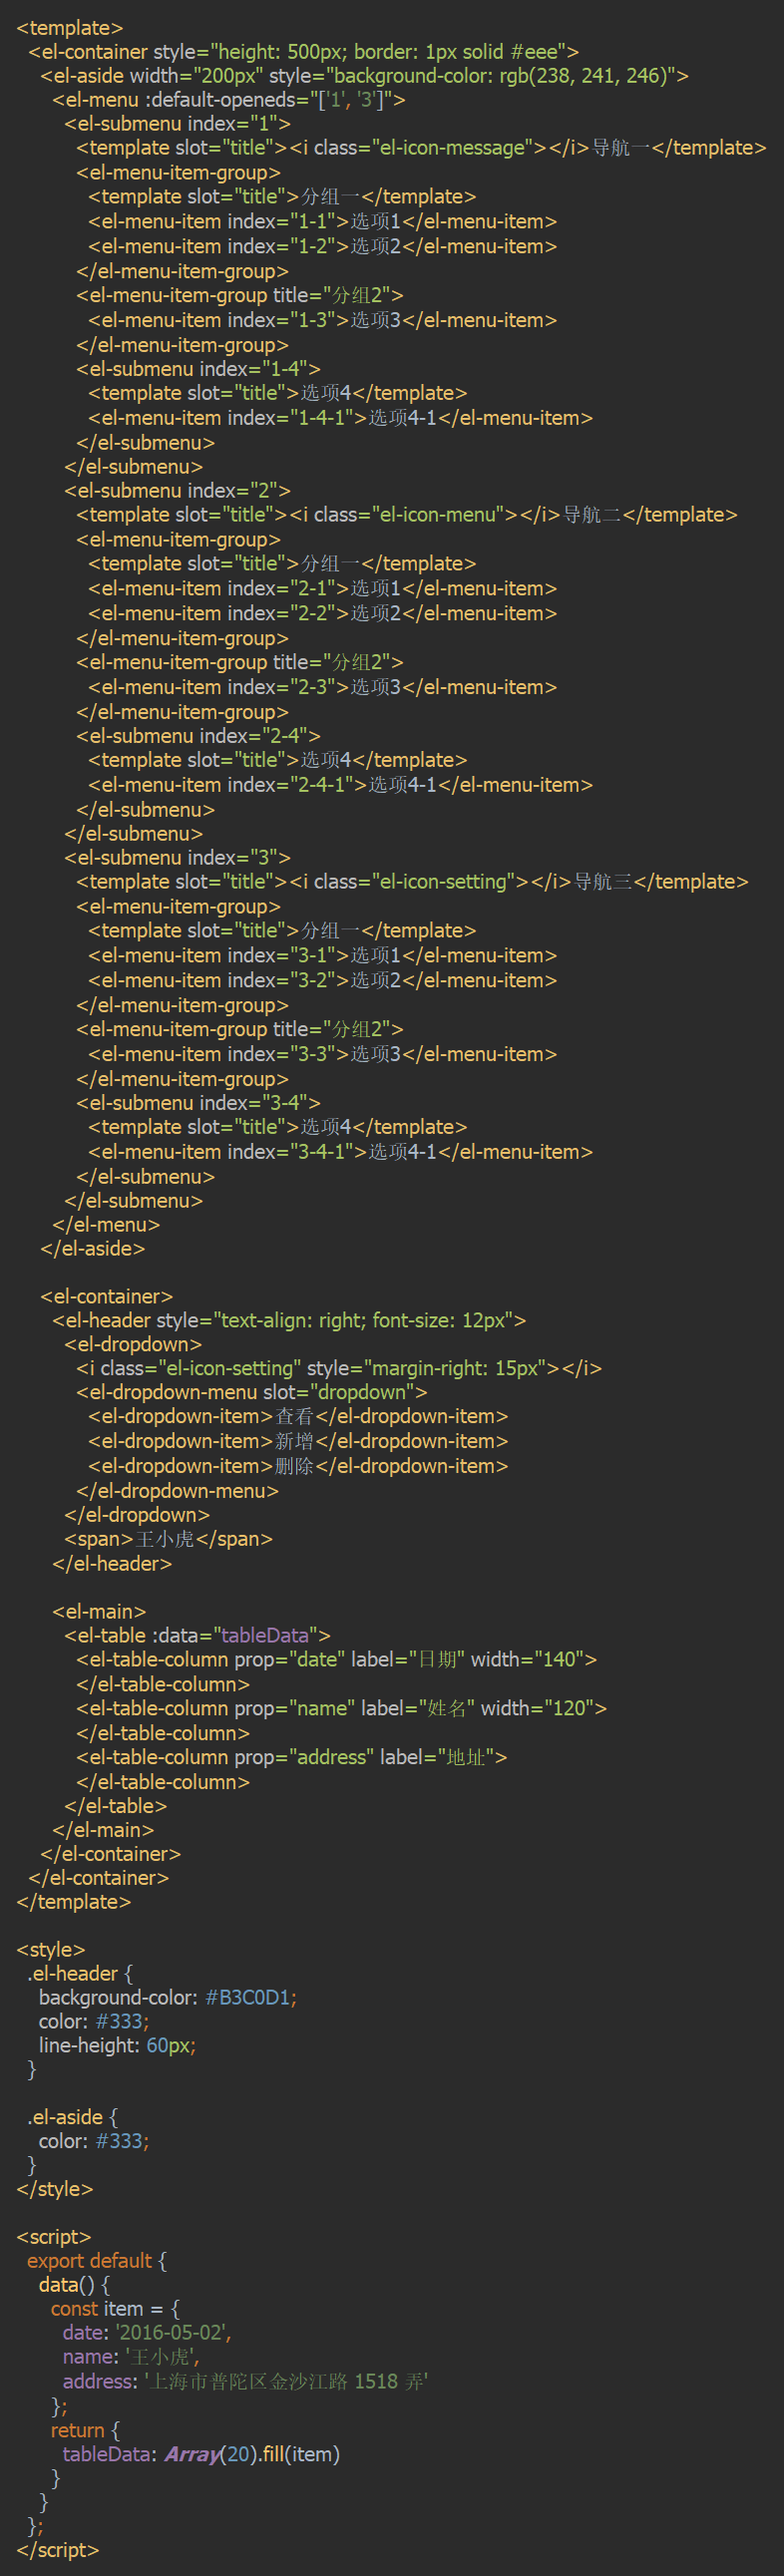 <template>
<el-container style="height: 500px; border: 1px solid #eee">
<el-aside width="200px" style="background-color: rgb(238, 241, 246)">
<el-menu :default-openeds="['1', '3']">
<el-submenu index="1">
<template slot="title"><i class="el-icon-message"></i>导航一</template>
<el-menu-item-group>
<template slot="title">分组一</template>
<el-menu-item index="1-1">选项1</el-menu-item>
<el-menu-item index="1-2">选项2</el-menu-item>
</el-menu-item-group>
<el-menu-item-group title="分组2">
<el-menu-item index="1-3">选项3</el-menu-item>
</el-menu-item-group>
<el-submenu index="1-4">
<template slot="title">选项4</template>
<el-menu-item index="1-4-1">选项4-1</el-menu-item>
</el-submenu>
</el-submenu>
<el-submenu index="2">
<template slot="title"><i class="el-icon-menu"></i>导航二</template>
<el-menu-item-group>
<template slot="title">分组一</template>
<el-menu-item index="2-1">选项1</el-menu-item>
<el-menu-item index="2-2">选项2</el-menu-item>
</el-menu-item-group>
<el-menu-item-group title="分组2">
<el-menu-item index="2-3">选项3</el-menu-item>
</el-menu-item-group>
<el-submenu index="2-4">
<template slot="title">选项4</template>
<el-menu-item index="2-4-1">选项4-1</el-menu-item>
</el-submenu>
</el-submenu>
<el-submenu index="3">
<template slot="title"><i class="el-icon-setting"></i>导航三</template>
<el-menu-item-group>
<template slot="title">分组一</template>
<el-menu-item index="3-1">选项1</el-menu-item>
<el-menu-item index="3-2">选项2</el-menu-item>
</el-menu-item-group>
<el-menu-item-group title="分组2">
<el-menu-item index="3-3">选项3</el-menu-item>
</el-menu-item-group>
<el-submenu index="3-4">
<template slot="title">选项4</template>
<el-menu-item index="3-4-1">选项4-1</el-menu-item>
</el-submenu>
</el-submenu>
</el-menu>
</el-aside>
<el-container>
<el-header style="text-align: right; font-size: 12px">
<el-dropdown>
<i class="el-icon-setting" style="margin-right: 15px"></i>
<el-dropdown-menu slot="dropdown">
<el-dropdown-item>查看</el-dropdown-item>
<el-dropdown-item>新增</el-dropdown-item>
<el-dropdown-item>删除</el-dropdown-item>
</el-dropdown-menu>
</el-dropdown>
<span>王小虎</span>
</el-header>
<el-main>
<el-table :data="tableData">
<el-table-column prop="date" label="日期" width="140">
</el-table-column>
<el-table-column prop="name" label="姓名" width="120">
</el-table-column>
<el-table-column prop="address" label="地址">
</el-table-column>
</el-table>
</el-main>
</el-container>
</el-container>
</template>
<style>
.el-header {
background-color: #B3C0D1;
color: #333;
line-height: 60px;
}
.el-aside {
color: #333;
}
</style>
<script>
export default {
data() {
const item = {
date: '2016-05-02',
name: '王小虎',
address: '上海市普陀区金沙江路 1518 弄'
};
return {
tableData: Array(20).fill(item)
}
}
};
</script>